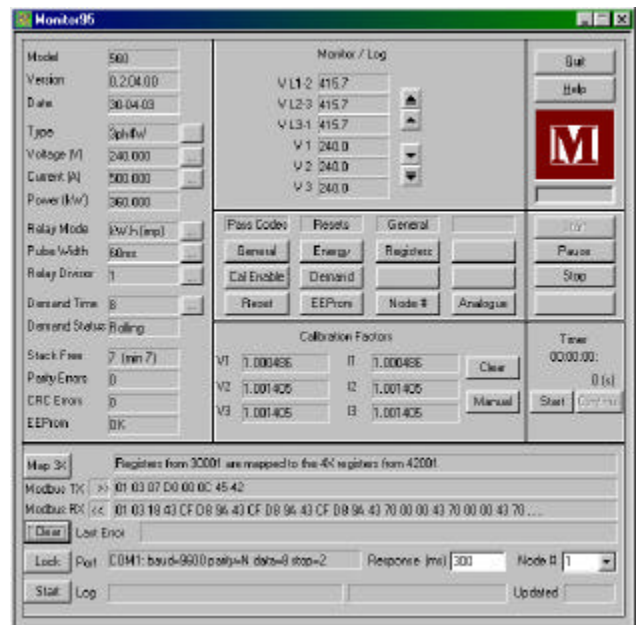 Monitor95
Model 560
Version 0.2.04.00
Date 30-04-03
Type 3ph4W ...
Voltage (V) 240.000 ...
Current (A) 500.000 ...
Power (kW) 360.000
Relay Mode kW.h (imp) ...
Pulse Width 60ms ...
Relay Divisor 1 ...
Demand Time 8 ...
Demand Status Rolling
Stack Free 7 (min 7)
Parity Errors 0
CRC Errors 0
EEProm OK
Monitor / Log
V L1-2 415.7
V L2-3 415.7
V L3-1 415.7
V 1 240.0
V 2 240.0
V 3 240.0
Quit
Help
M
Pass Codes Resets General
General Energy Registers
Cal Enable Demand
Reset EEProm Node # Analogue
Pause
Stop
Calibration Factors
V1 1.000486 I1 1.000486 Clear
V2 1.001405 I2 1.001405
V3 1.001405 I3 1.001405 Manual
Timer
00:00:00:
0 (s)
Start Continue
Map 3X Registers from 30001 are mapped to the 4X registers from 42001
Modbus TX >> 01 03 07 D0 00 0C 45 42
Modbus RX << 01 03 18 43 CF D8 9A 43 CF D8 9A 43 CF D8 9A 43 70 00 00 43 70 00 00 43 70 ...
Clear Last Error
Lock Port COM1: baud=9600 parity=N data=8 stop=2 Response (ms) 300 Node # 1
Start Log Updated